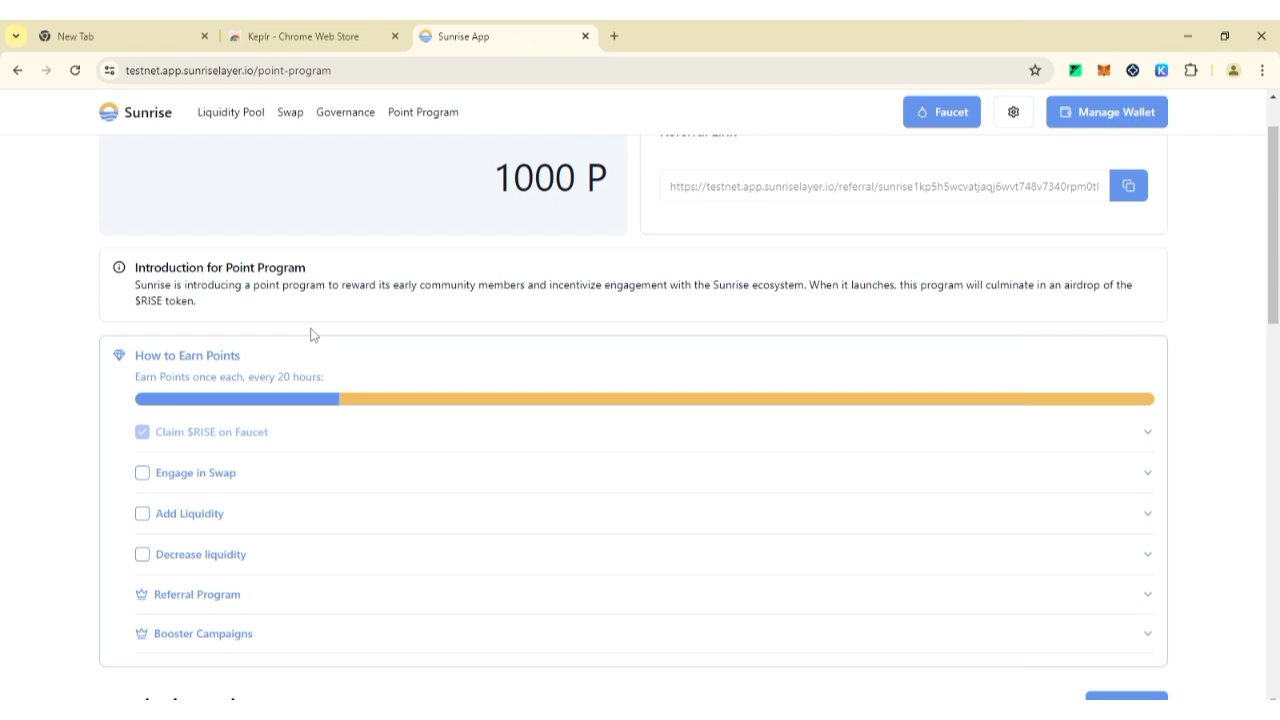 New Tab
Keplr - Chrome Web Store
Sunrise App
testnet.app.sunriselayer.io/point-program
Sunrise
Liquidity Pool
Swap
Governance
Point Program
Faucet
Manage Wallet
1000 P
https://testnet.app.sunriselayer.io/referral/sunrise1kp5h5wcvatjaqj6wvt748v7340rpm0tl
Introduction for Point Program
Sunrise is introducing a point program to reward its early community members and incentivize engagement with the Sunrise ecosystem. When it launches, this program will culminate in an airdrop of the
$RISE token.
How to Earn Points
Earn Points once each, every 20 hours:
Claim $RISE on Faucet
Engage in Swap
Add Liquidity
Decrease liquidity
Referral Program
Booster Campaigns